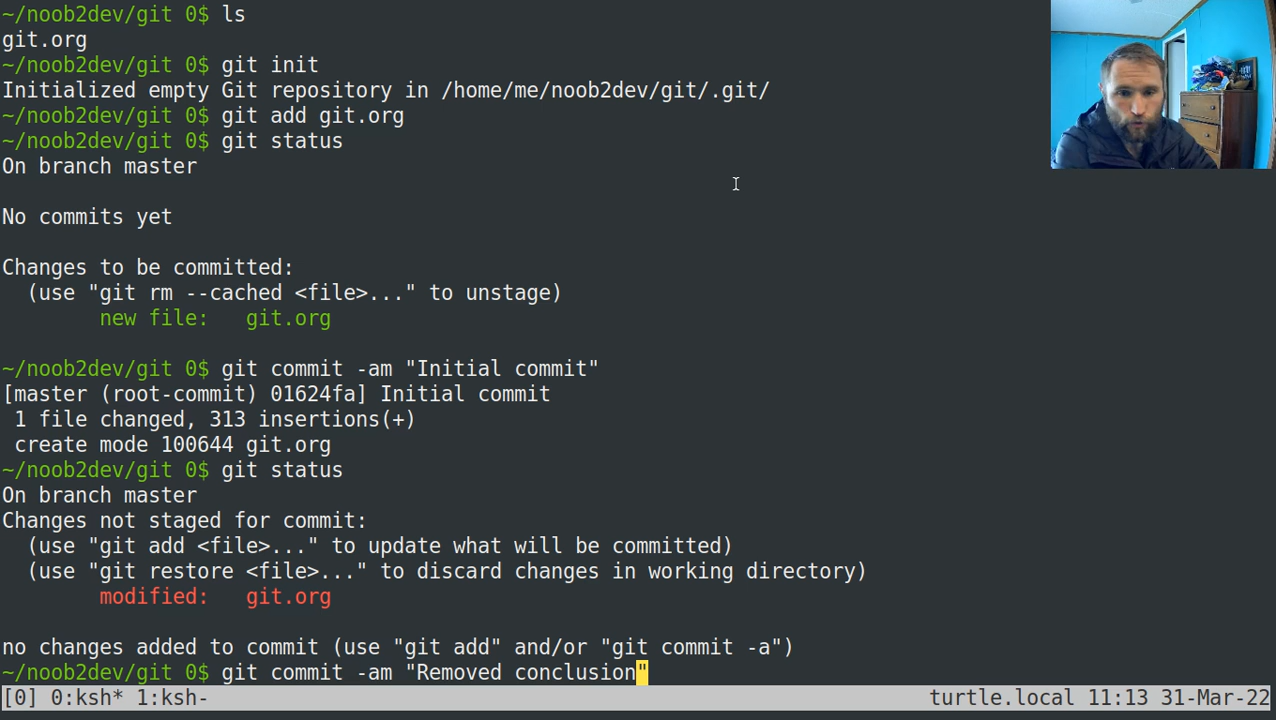 ~/noob2dev/git 0$ ls
git.org
~/noob2dev/git 0$ git init
Initialized empty Git repository in /home/me/noob2dev/git/.git/
~/noob2dev/git 0$ git add git.org
~/noob2dev/git 0$ git status
On branch master
No commits yet
Changes to be committed:
  (use "git rm --cached <file>..." to unstage)
        new file:   git.org
~/noob2dev/git 0$ git commit -am "Initial commit"
[master (root-commit) 01624fa] Initial commit
 1 file changed, 313 insertions(+)
 create mode 100644 git.org
~/noob2dev/git 0$ git status
On branch master
Changes not staged for commit:
  (use "git add <file>..." to update what will be committed)
  (use "git restore <file>..." to discard changes in working directory)
        modified:   git.org
no changes added to commit (use "git add" and/or "git commit -a")
~/noob2dev/git 0$ git commit -am "Removed conclusion"
[0] 0:ksh* 1:ksh- turtle.local 11:13 31-Mar-22